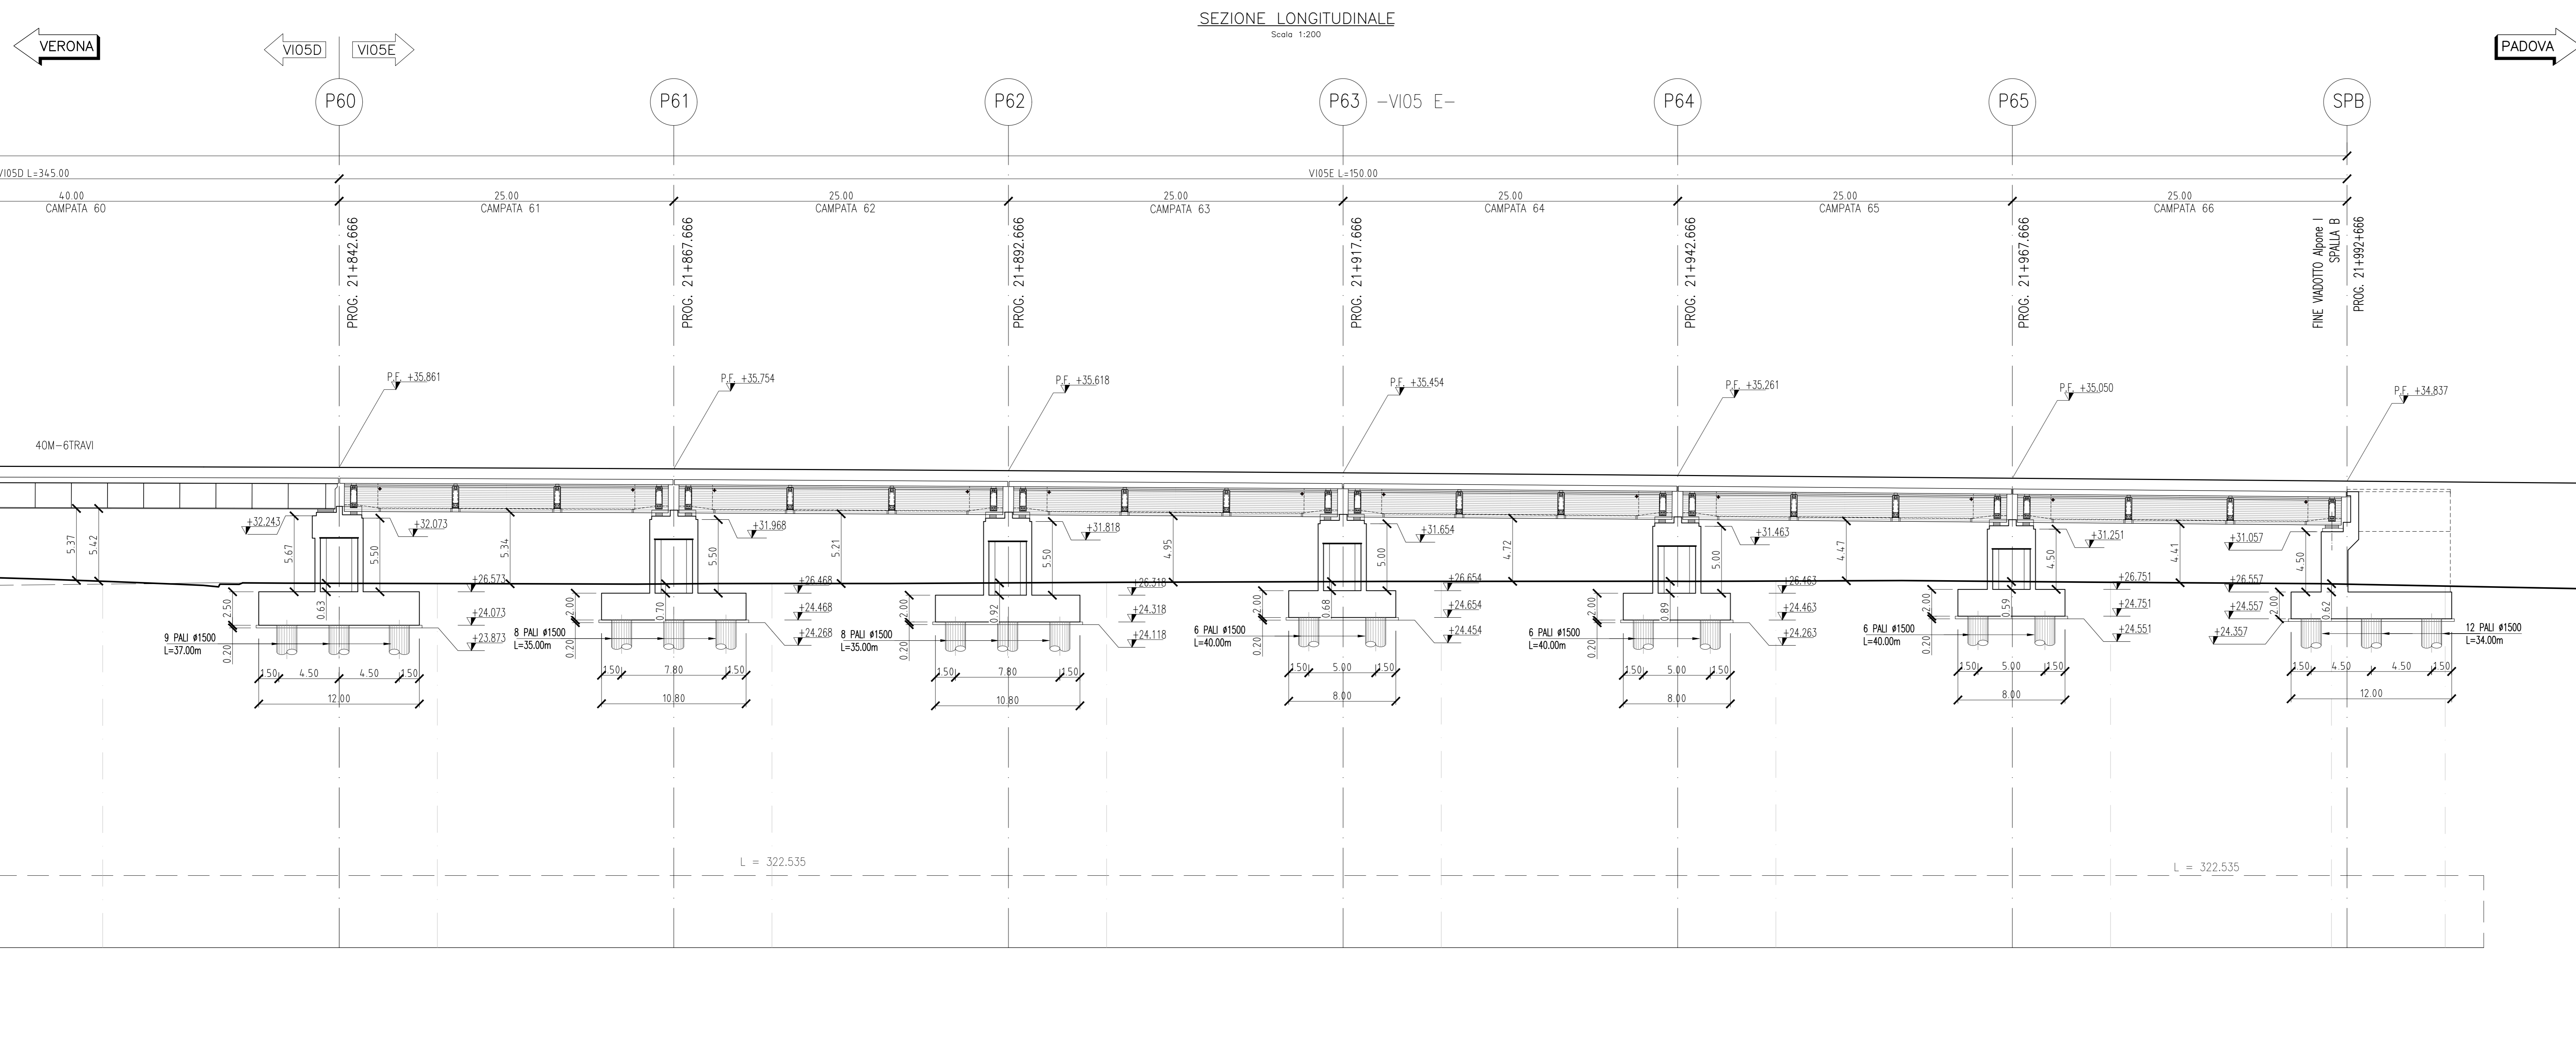 SEZIONE LONGITUDINALE
Scala 1:200
VERONA
VI05D
VI05E
PADOVA
P60
P61
P62
P63
-VI05 E-
P64
P65
SPB
VI05D L=345.00
VI05E L=150.00
40.00
25.00
25.00
25.00
25.00
25.00
25.00
CAMPATA 60
CAMPATA 61
CAMPATA 62
CAMPATA 63
CAMPATA 64
CAMPATA 65
CAMPATA 66
PROG. 21+842.666
PROG. 21+867.666
PROG. 21+892.666
PROG. 21+917.666
PROG. 21+942.666
PROG. 21+967.666
FINE VIADOTTO Alpone I
SPALLA B
PROG. 21+992+666
P.F. +35.861
P.F. +35.754
P.F. +35.618
P.F. +35.454
P.F. +35.261
P.F. +35.050
P.F. +34.837
40M-6TRAVI
5.37
5.42
+32.243
5.67
5.50
+32.073
5.34
5.50
+31.968
5.21
5.50
+31.818
4.95
5.00
+31.654
4.72
5.00
+31.463
4.47
4.50
+31.251
4.41
+31.057
4.50
2.50
0.63
+26.573
+24.073
+23.873
9 PALI ø1500
L=37.00m
0.20
1.50
4.50
4.50
1.50
12.00
2.00
0.70
+26.468
+24.468
+24.268
8 PALI ø1500
L=35.00m
0.20
1.50
7.80
1.50
10.80
2.00
0.92
+26.318
+24.318
+24.118
8 PALI ø1500
L=35.00m
0.20
1.50
7.80
1.50
10.80
2.00
0.68
+26.654
+24.654
+24.454
6 PALI ø1500
L=40.00m
0.20
1.50
5.00
1.50
8.00
2.00
0.89
+26.463
+24.463
+24.263
6 PALI ø1500
L=40.00m
0.20
1.50
5.00
1.50
8.00
2.00
0.59
+26.751
+24.751
+24.551
6 PALI ø1500
L=40.00m
0.20
1.50
5.00
1.50
8.00
+26.557
+24.557
+24.357
2.00
0.62
12 PALI ø1500
L=34.00m
1.50
4.50
4.50
1.50
12.00
L = 322.535
L = 322.535